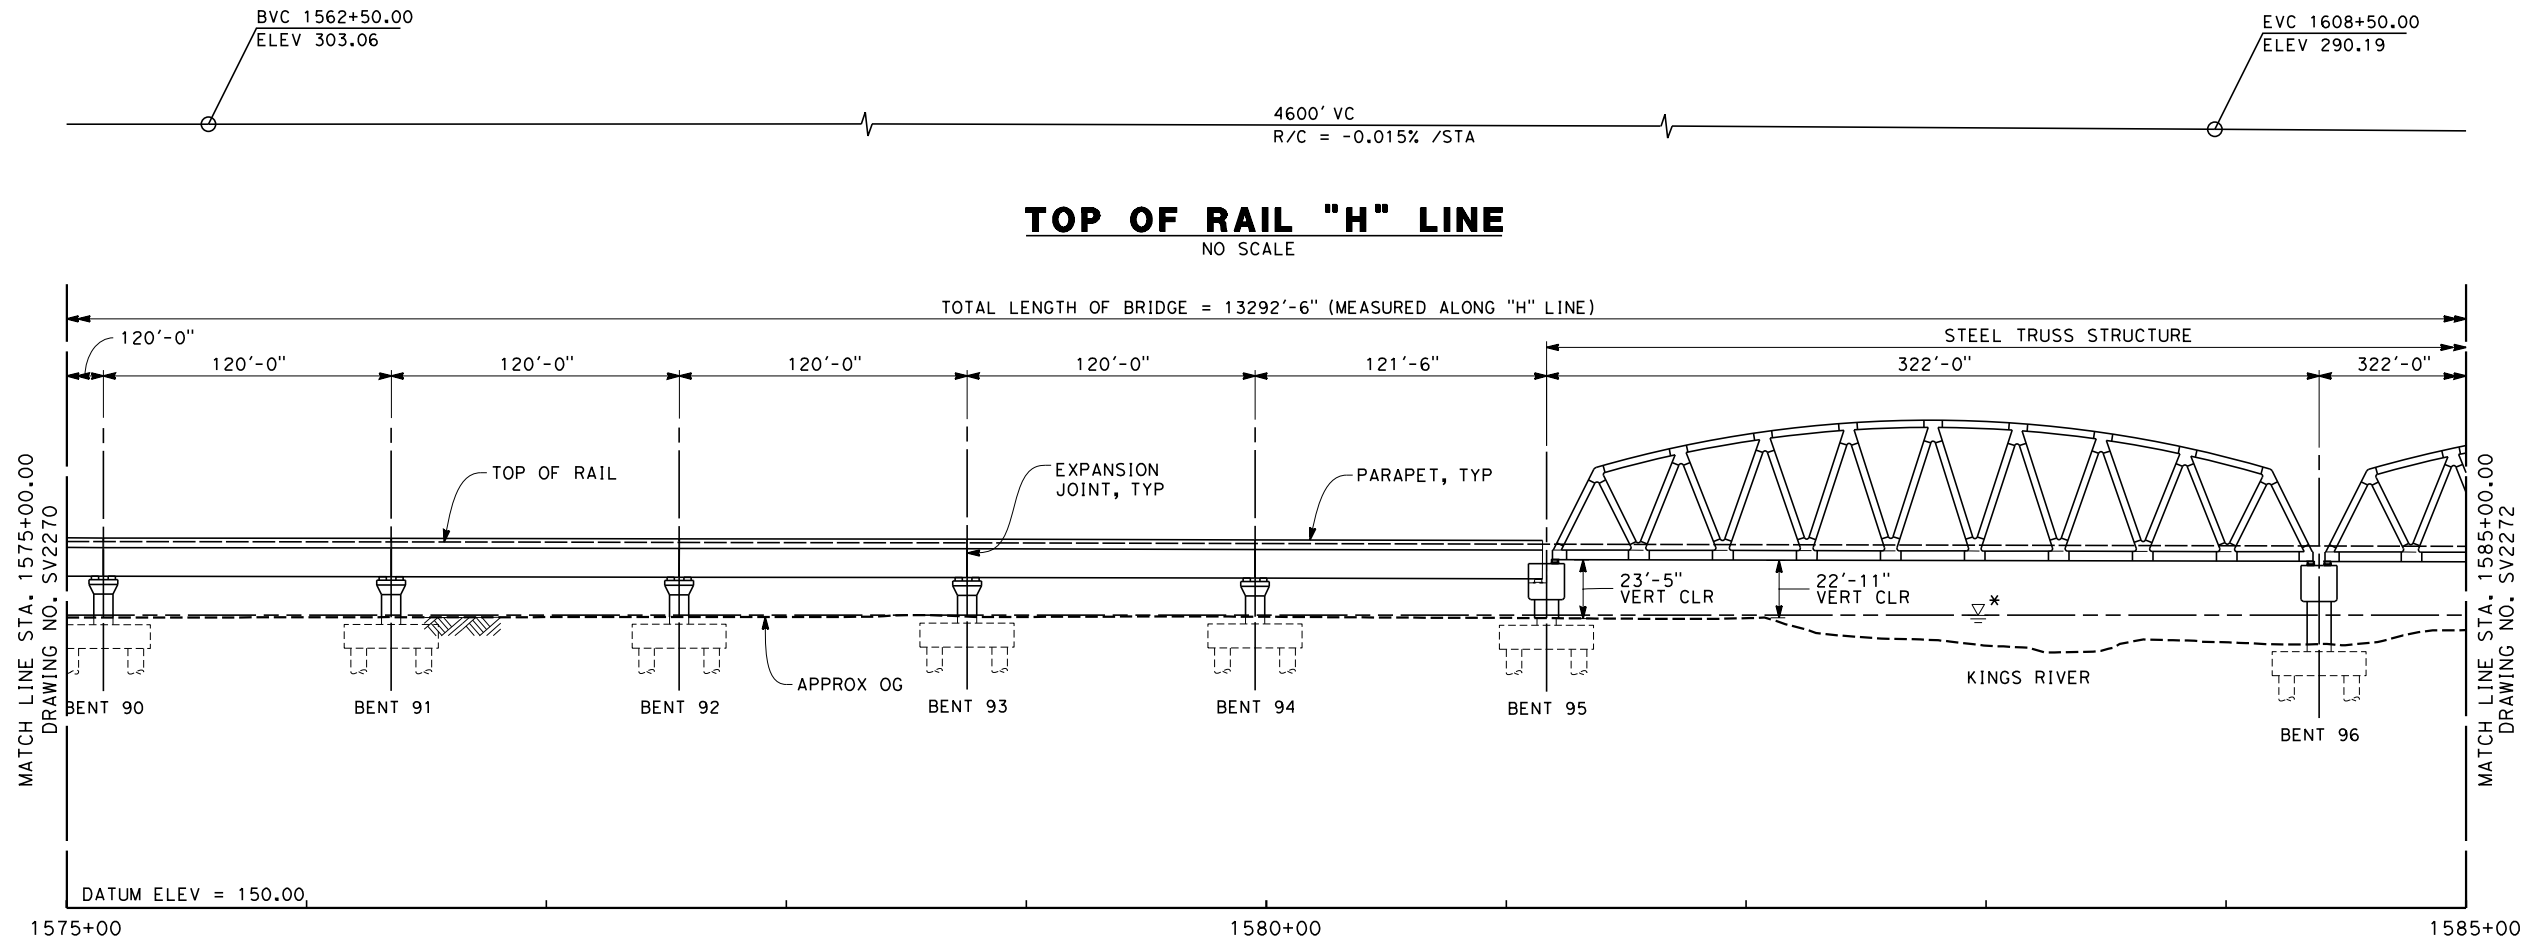 BVC 1562+50.00
ELEV 303.06
EVC 1608+50.00
ELEV 290.19
4600' VC
R/C = -0.015% /STA
TOP OF RAIL "H" LINE
NO SCALE
TOTAL LENGTH OF BRIDGE = 13292'-6" (MEASURED ALONG "H" LINE)
STEEL TRUSS STRUCTURE
120'-0"
120'-0"
120'-0"
120'-0"
120'-0"
121'-6"
322'-0"
322'-0"
TOP OF RAIL
EXPANSION
JOINT, TYP
PARAPET, TYP
MATCH LINE STA. 1575+00.00
DRAWING NO. SV2270
MATCH LINE STA. 1585+00.00
DRAWING NO. SV2272
23'-5"
VERT CLR
22'-11"
VERT CLR
*
APPROX OG
KINGS RIVER
BENT 90
BENT 91
BENT 92
BENT 93
BENT 94
BENT 95
BENT 96
DATUM ELEV = 150.00
1575+00
1580+00
1585+00